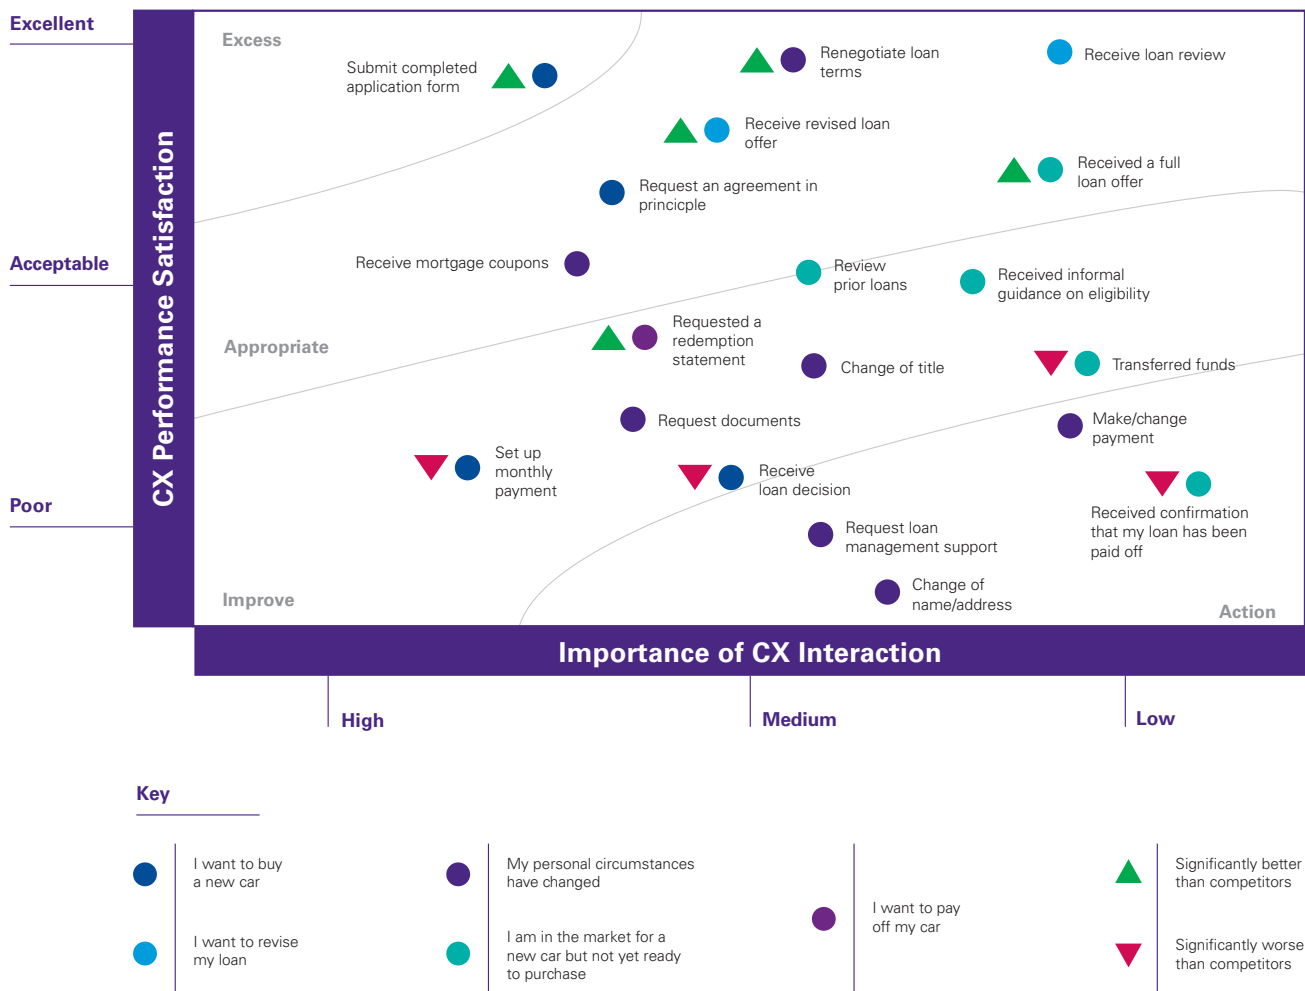 Excellent
Excess
Submit completed
application form
Renegotiate loan
terms
Receive loan review
Receive revised loan
offer
Received a full
loan offer
Request an agreement in
princicple
CX Performance Satisfaction
Acceptable
Receive mortgage coupons
Review
prior loans
Received informal
guidance on eligibility
Appropriate
Requested a
redemption
statement
Change of title
Transferred funds
Request documents
Make/change
payment
Set up
monthly
payment
Receive
loan decision
Poor
Received confirmation
that my loan has been
paid off
Request loan
management support
Improve
Change of
name/address
Action
Importance of CX Interaction
High
Medium
Low
Key
I want to buy
a new car
My personal circumstances
have changed
I want to pay
off my car
Significantly better
than competitors
I want to revise
my loan
I am in the market for a
new car but not yet ready
to purchase
Significantly worse
than competitors